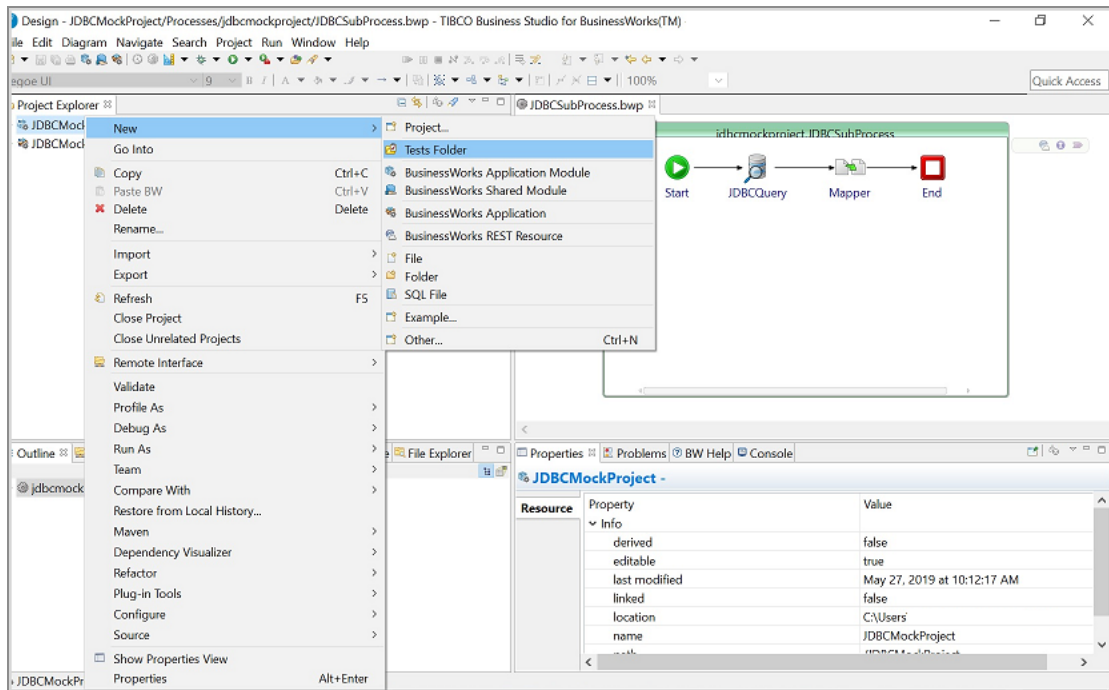 Design - JDBCMockProject/Processes/jdbcmockproject/JDBCSubProcess.bwp - TIBCO Business Studio for BusinessWorks(TM)
ile Edit Diagram Navigate Search Project Run Window Help
egoe UI 9 B I A 100% Quick Access
Project Explorer
JDBCSubProcess.bwp
JDBCMock
JDBCMock
New
Go Into
Copy Ctrl+C
Paste BW Ctrl+V
Delete Delete
Rename...
Import
Export
Refresh F5
Close Project
Close Unrelated Projects
Remote Interface
Validate
Profile As
Debug As
Run As
Team
Compare With
Restore from Local History...
Maven
Dependency Visualizer
Refactor
Plug-in Tools
Configure
Source
Show Properties View
Properties Alt+Enter
Project...
Tests Folder
BusinessWorks Application Module
BusinessWorks Shared Module
BusinessWorks Application
BusinessWorks REST Resource
File
Folder
SQL File
Example...
Other... Ctrl+N
jdbcmockproject.JDBCSubProcess
Start JDBCQuery Mapper End
Outline
File Explorer
jdbcmock
Properties Problems BW Help Console
JDBCMockProject -
Resource
Property Value
Info
derived false
editable true
last modified May 27, 2019 at 10:12:17 AM
linked false
location C:\Users
name JDBCMockProject
path /JDBCMockProject
JDBCMockPr